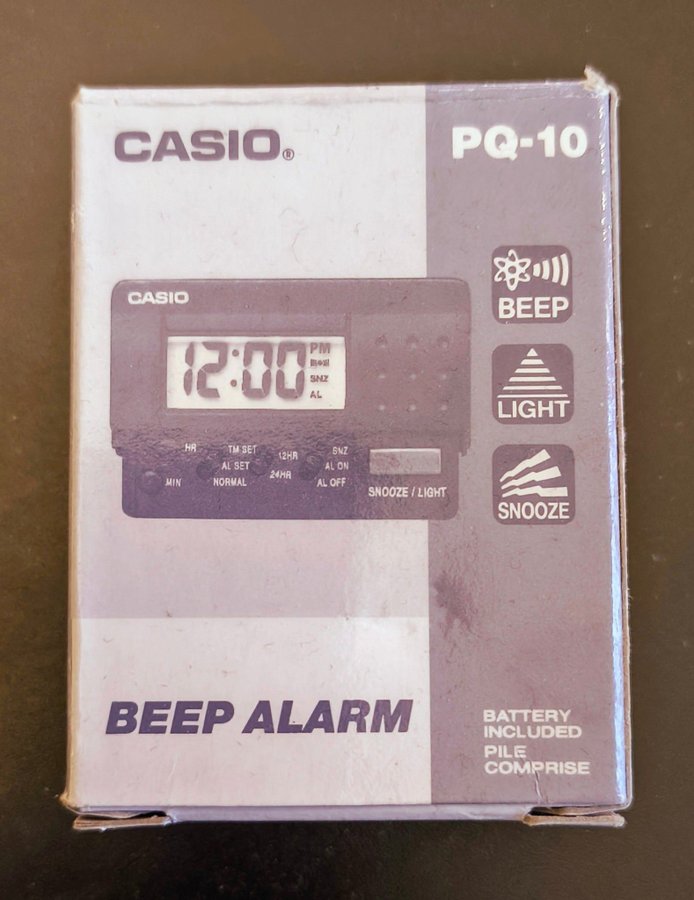 CASIO®
PQ-10
CASIO
12:00
PM
SNZ
AL
BEEP
LIGHT
SNOOZE
HR
MIN
TM SET
AL SET
NORMAL
12HR
24HR
SNZ
AL ON
AL OFF
SNOOZE / LIGHT
BEEP ALARM
BATTERY
INCLUDED
PILE
COMPRISE